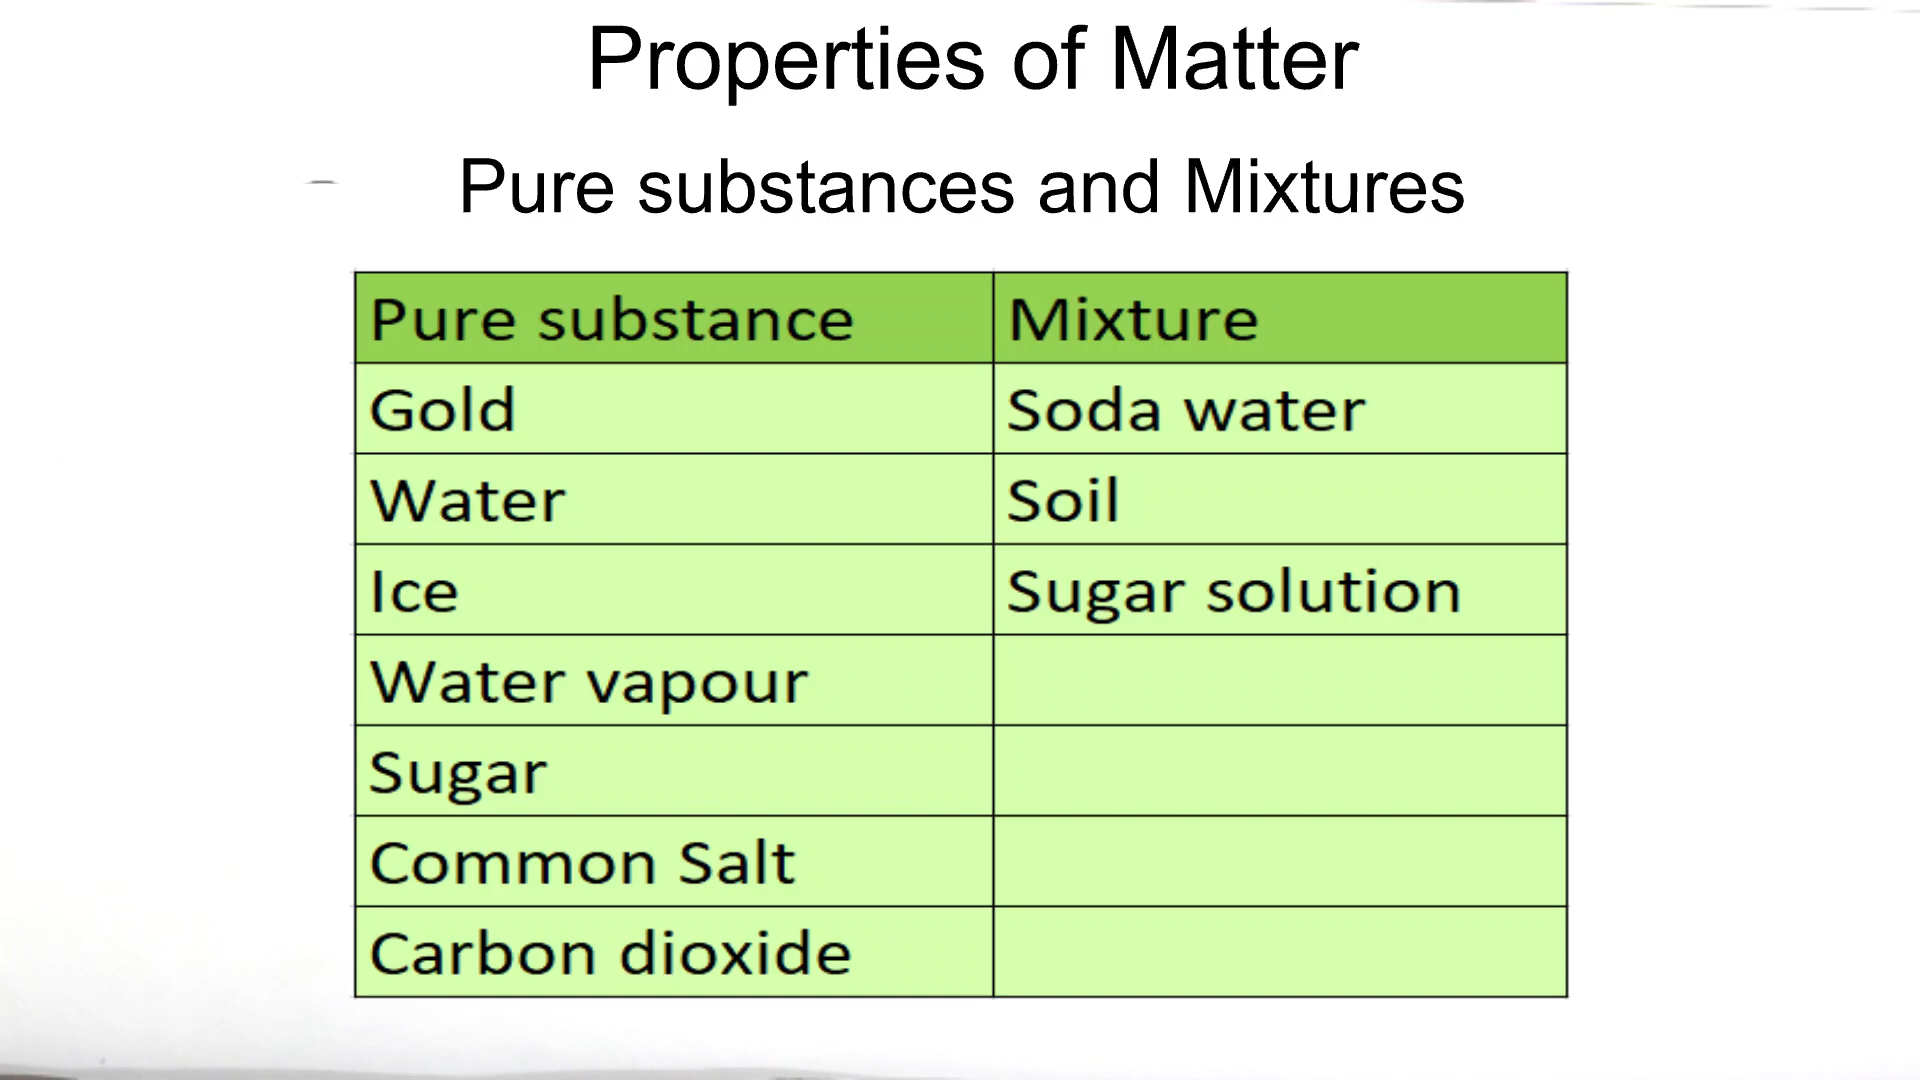 Properties of Matter
Pure substances and Mixtures
Pure substance Mixture
Gold Soda water
Water Soil
Ice Sugar solution
Water vapour
Sugar
Common Salt
Carbon dioxide